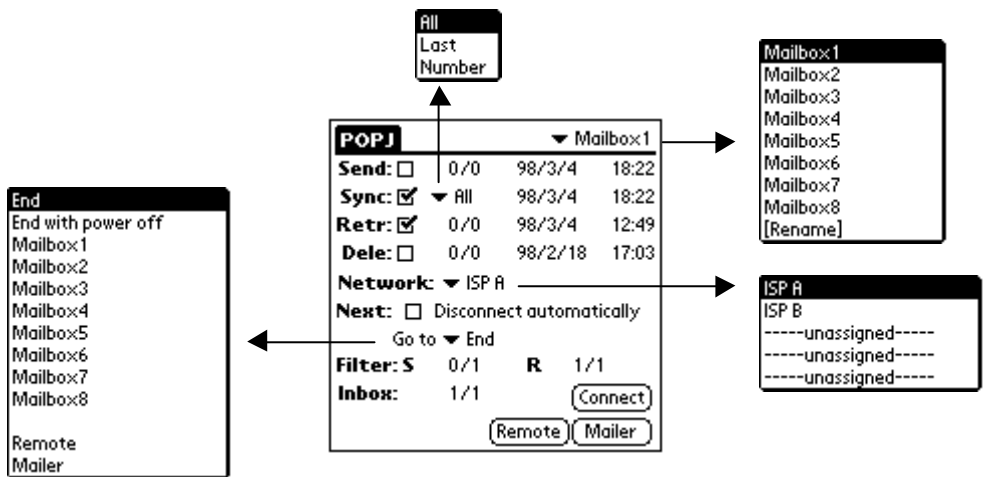 All
Last
Number
Mailbox1
Mailbox2
Mailbox3
Mailbox4
Mailbox5
Mailbox6
Mailbox7
Mailbox8
[Rename]
POPJ Mailbox1
Send: 0/0 98/3/4 18:22
Sync: All 98/3/4 18:22
Retr: 0/0 98/3/4 12:49
Dele: 0/0 98/2/18 17:03
Network: ISP A
Next: Disconnect automatically
Go to End
Filter: S 0/1 R 1/1
Inbox: 1/1 Connect
Remote Mailer
End
End with power off
Mailbox1
Mailbox2
Mailbox3
Mailbox4
Mailbox5
Mailbox6
Mailbox7
Mailbox8
Remote
Mailer
ISP A
ISP B
-----unassigned-----
-----unassigned-----
-----unassigned-----